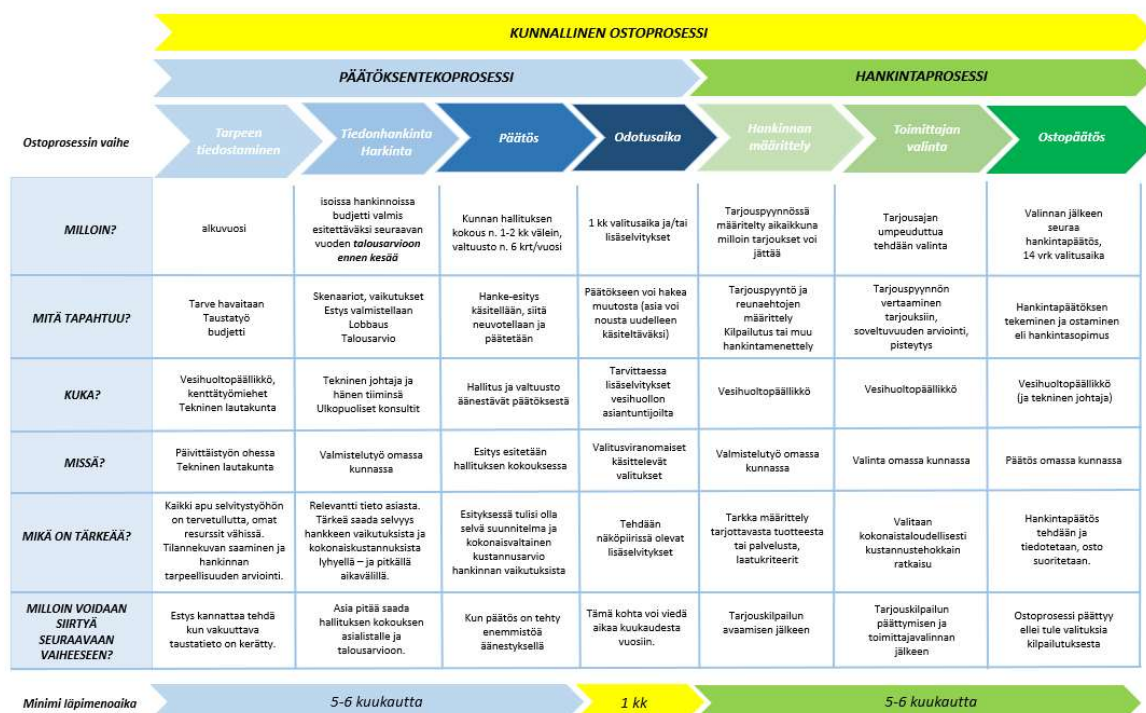 KUNNALLINEN OSTOPROSESSI
PÄÄTÖKSENTEKOPROSESSI
HANKINTAPROSESSI
Ostoprosessin vaihe
Tarpeen
tiedostaminen
Tiedonhankinta
Harkinta
Päätös
Odotusaika
Hankinnan
määrittely
Toimittajan
valinta
Ostopäätös
MILLOIN?
alkuvuosi
isoissa hankinnoissa
budjetti valmis
esitettäväksi seuraavan
vuoden talousarvioon
ennen kesää
Kunnan hallituksen
kokous n. 1-2 kk välein,
valtuusto n. 6 krt/vuosi
1 kk valitusaika ja/tai
lisäselvitykset
Tarjouspyynnössä
määritelty aikaikkuna
milloin tarjoukset voi
jättää
Tarjousajan
umpeuduttua
tehdään valinta
Valinnan jälkeen
seuraa
hankintapäätös,
14 vrk valitusaika
MITÄ TAPAHTUU?
Tarve havaitaan
Taustatyö
budjetti
Skenaariot, vaikutukset
Estys valmistellaan
Lobbaus
Talousarvio
Hanke-esitys
käsitellään, siitä
neuvotellaan ja
päätetään
Päätökseen voi hakea
muutosta (asia voi
nousta uudelleen
käsiteltäväksi)
Tarjouspyyntö ja
reunaehtojen
määrittely
Kilpailutus tai muu
hankintamenettely
Tarjouspyynnön
vertaaminen
tarjouksiin,
soveltuvuuden arviointi,
pisteytys
Hankintapäätöksen
tekeminen ja ostaminen
eli hankintasopimus
KUKA?
Vesihuoltopäällikkö,
kenttätyömiehet
Tekninen lautakunta
Tekninen johtaja ja
hänen tiiminsä
Ulkopuoliset konsultit
Hallitus ja valtuusto
äänestävät päätöksestä
Tarvittaessa
lisäselvitykset
vesihuollon
asiantuntijoilta
Vesihuoltopäällikkö
Vesihuoltopäällikkö
Vesihuoltopäällikkö
(ja tekninen johtaja)
MISSÄ?
Päivittäistyön ohessa
Tekninen lautakunta
Valmistelutyö omassa
kunnassa
Esitys esitetään
hallituksen kokouksessa
Valitusviranomaiset
käsittelevät
valitukset
Valmistelutyö omassa
kunnassa
Valinta omassa kunnassa
Päätös omassa kunnassa
MIKÄ ON TÄRKEÄÄ?
Kaikki apu selvitystyöhön
on tervetullutta, omat
resurssit vähissä.
Tilannekuvan saaminen ja
hankinnan
tarpeellisuuden arviointi.
Relevantti tieto asiasta.
Tärkeä saada selvyys
hankkeen vaikutuksista ja
kokonaiskustannuksista
lyhyellä – ja pitkällä
aikavälillä.
Esityksessä tulisi olla
selvä suunnitelma ja
kokonaisvaltainen
kustannusarvio
hankinnan vaikutuksista
Tehdään
näköpiirissä olevat
lisäselvitykset
Tarkka määrittely
tarjottavasta tuotteesta
tai palvelusta,
laatukriteerit
Valitaan
kokonaistaloudellisesti
kustannustehokkain
ratkaisu
Hankintapäätös
tehdään ja
tiedotetaan, osto
suoritetaan.
MILLOIN VOIDAAN
SIIRTYÄ
SEURAAVAAN
VAIHEESEEN?
Estys kannattaa tehdä
kun vakuuttava
taustatieto on kerätty.
Asia pitää saada
hallituksen kokouksen
asialistalle ja
talousarvioon.
Kun päätös on tehty
enemmistöä
äänestyksellä
Tämä kohta voi viedä
aikaa kuukaudesta
vuosiin.
Tarjouskilpailun
avaamisen jälkeen
Tarjouskilpailun
päättymisen ja
toimittajavalinnan
jälkeen
Ostoprosessi päättyy
ellei tule valituksia
kilpailutuksesta
Minimi läpimenoaika
5-6 kuukautta
1 kk
5-6 kuukautta